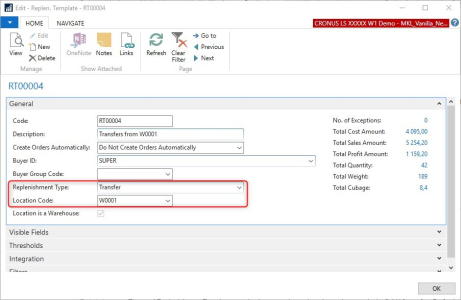 Edit - Replen. Template - RT00004
HOME NAVIGATE CRONUS LS XXXXX W1 Demo - MKL_Vanilla_Ne...
View
Edit
New
Delete
Manage
OneNote Notes Links
Show Attached
Refresh Clear Filter
Go to
Previous
Next
Page
RT00004
General
Code: RT00004
Description: Transfers from W0001
Create Orders Automatically: Do Not Create Orders Automatically
Buyer ID: SUPER
Buyer Group Code:
Replenishment Type: Transfer
Location Code: W0001
Location is a Warehouse:
No. of Exceptions: 0
Total Cost Amount: 4 095,00
Total Sales Amount: 5 254,20
Total Profit Amount: 1 159,20
Total Quantity: 42
Total Weight: 189
Total Cubage: 8,4
Visible Fields
Thresholds
Integration
Filters
OK